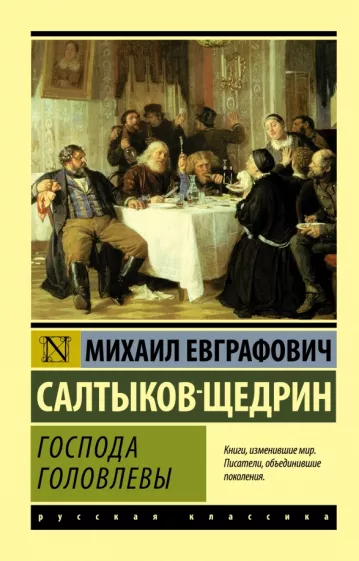 N
МИХАИЛ ЕВГРАФОВИЧ
САЛТЫКОВ-ЩЕДРИН
ГОСПОДА
ГОЛОВЛЕВЫ
Книги, изменившие мир.
Писатели, объединившие
поколения.
русская классика